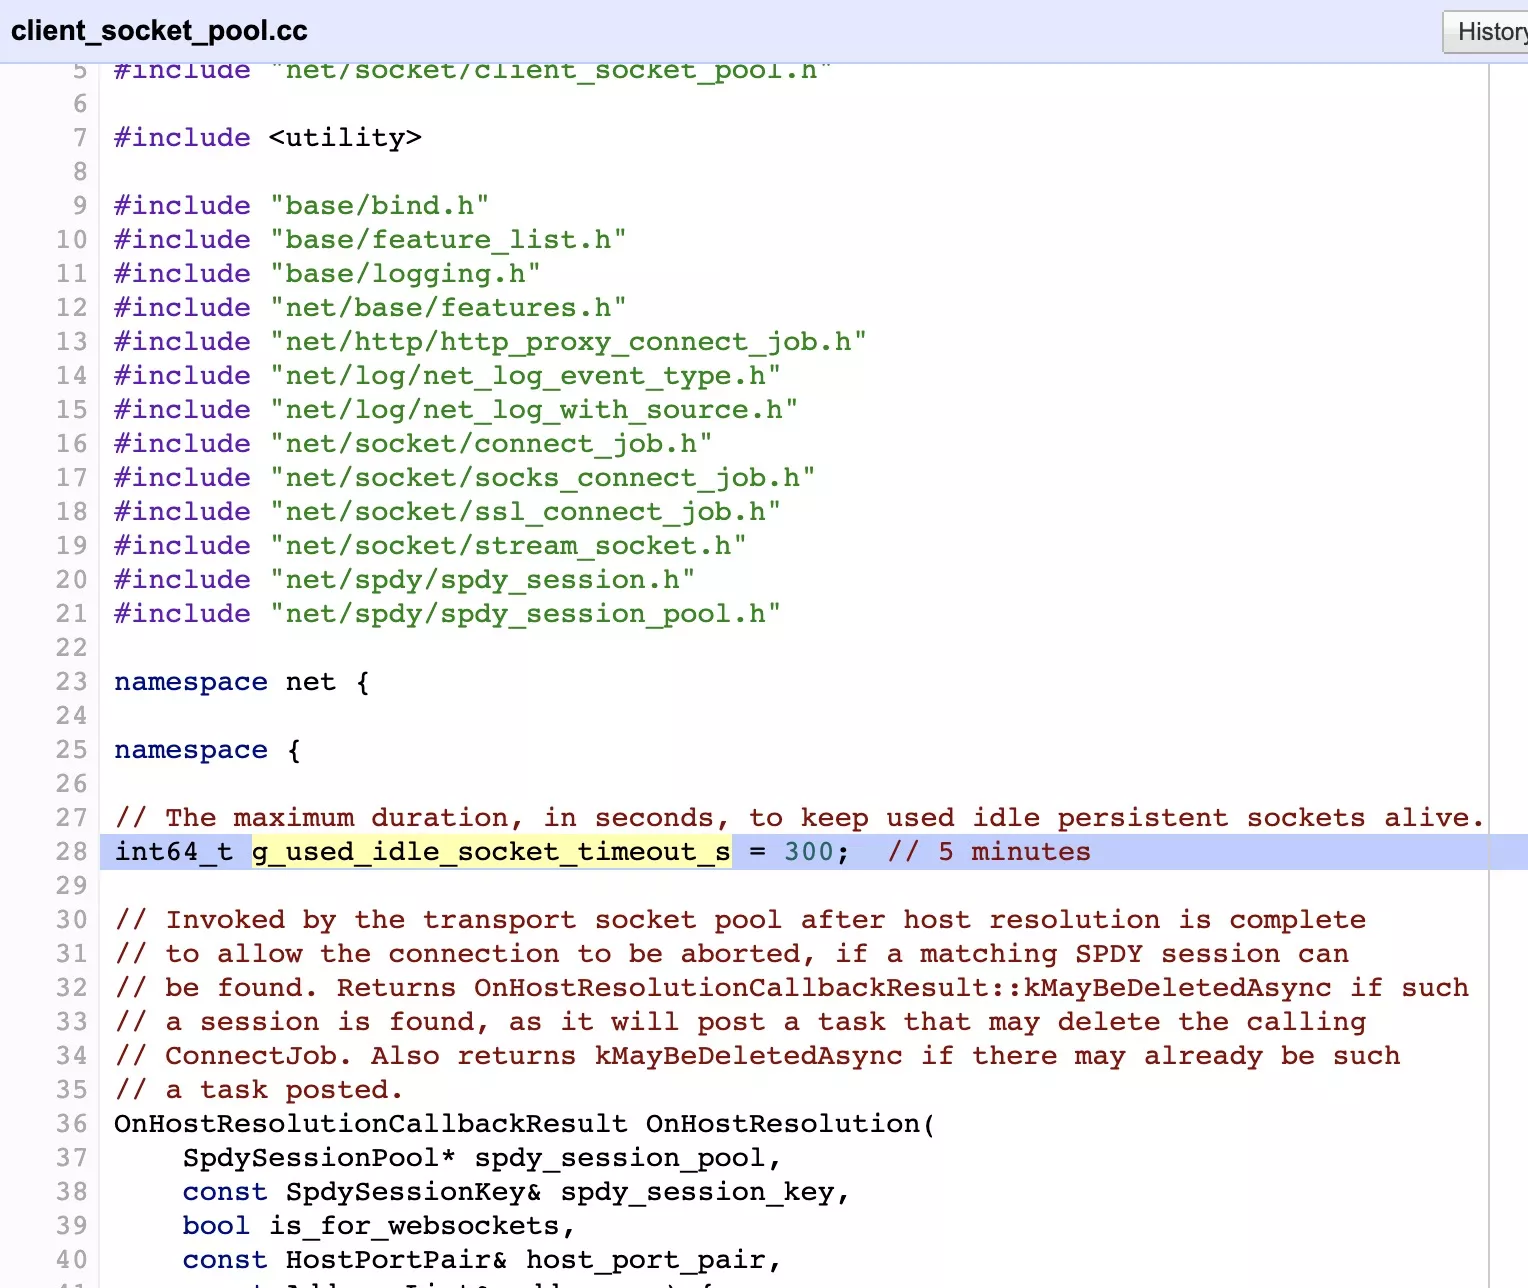 client_socket_pool.cc
History
5 #include "net/socket/client_socket_pool.h"
6
7 #include <utility>
8
9 #include "base/bind.h"
10 #include "base/feature_list.h"
11 #include "base/logging.h"
12 #include "net/base/features.h"
13 #include "net/http/http_proxy_connect_job.h"
14 #include "net/log/net_log_event_type.h"
15 #include "net/log/net_log_with_source.h"
16 #include "net/socket/connect_job.h"
17 #include "net/socket/socks_connect_job.h"
18 #include "net/socket/ssl_connect_job.h"
19 #include "net/socket/stream_socket.h"
20 #include "net/spdy/spdy_session.h"
21 #include "net/spdy/spdy_session_pool.h"
22
23 namespace net {
24
25 namespace {
26
27 // The maximum duration, in seconds, to keep used idle persistent sockets alive.
28 int64_t g_used_idle_socket_timeout_s = 300;  // 5 minutes
29
30 // Invoked by the transport socket pool after host resolution is complete
31 // to allow the connection to be aborted, if a matching SPDY session can
32 // be found. Returns OnHostResolutionCallbackResult::kMayBeDeletedAsync if such
33 // a session is found, as it will post a task that may delete the calling
34 // ConnectJob. Also returns kMayBeDeletedAsync if there may already be such
35 // a task posted.
36 OnHostResolutionCallbackResult OnHostResolution(
37     SpdySessionPool* spdy_session_pool,
38     const SpdySessionKey& spdy_session_key,
39     bool is_for_websockets,
40     const HostPortPair& host_port_pair,